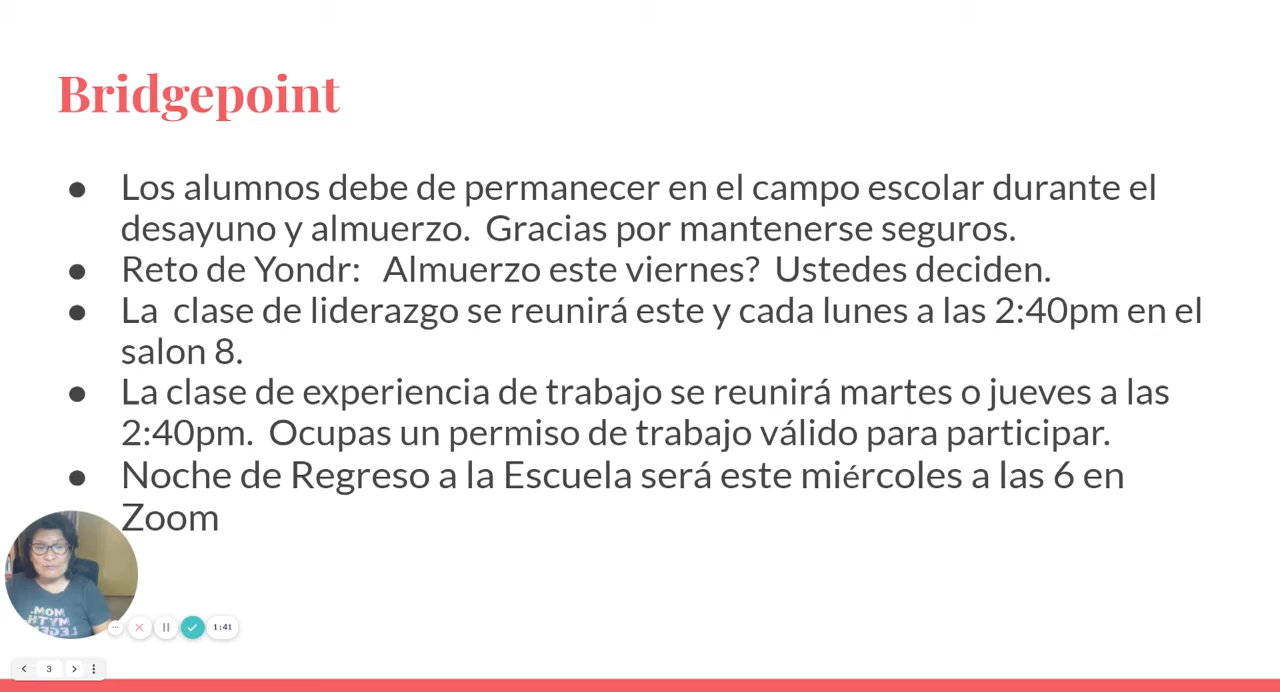 Bridgepoint
● Los alumnos debe de permanecer en el campo escolar durante el
desayuno y almuerzo.  Gracias por mantenerse seguros.
● Reto de Yondr:   Almuerzo este viernes?  Ustedes deciden.
● La  clase de liderazgo se reunirá este y cada lunes a las 2:40pm en el
salon 8.
● La clase de experiencia de trabajo se reunirá martes o jueves a las
2:40pm.  Ocupas un permiso de trabajo válido para participar.
● Noche de Regreso a la Escuela será este miércoles a las 6 en
Zoom
MOM.
MYTH
LEGE
1:41
3